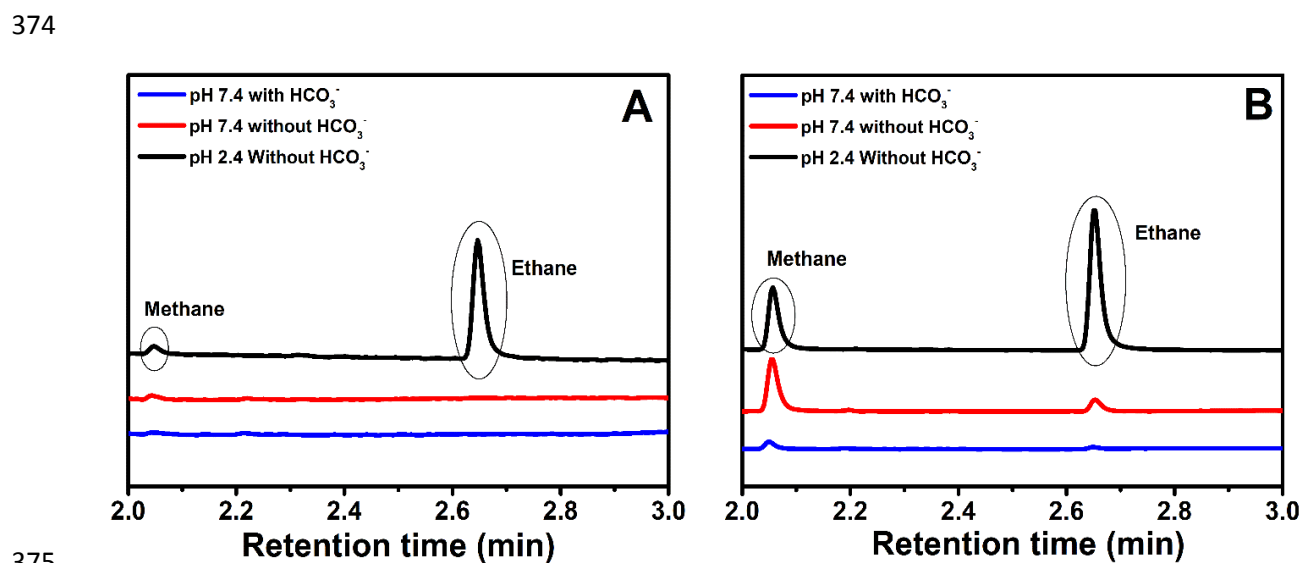 374
pH 7.4 with HCO₃⁻
pH 7.4 without HCO₃⁻
pH 2.4 Without HCO₃⁻
A
Methane
Ethane
2.0 2.2 2.4 2.6 2.8 3.0
Retention time (min)
pH 7.4 with HCO₃⁻
pH 7.4 without HCO₃⁻
pH 2.4 Without HCO₃⁻
B
Methane
Ethane
2.0 2.2 2.4 2.6 2.8 3.0
Retention time (min)
375